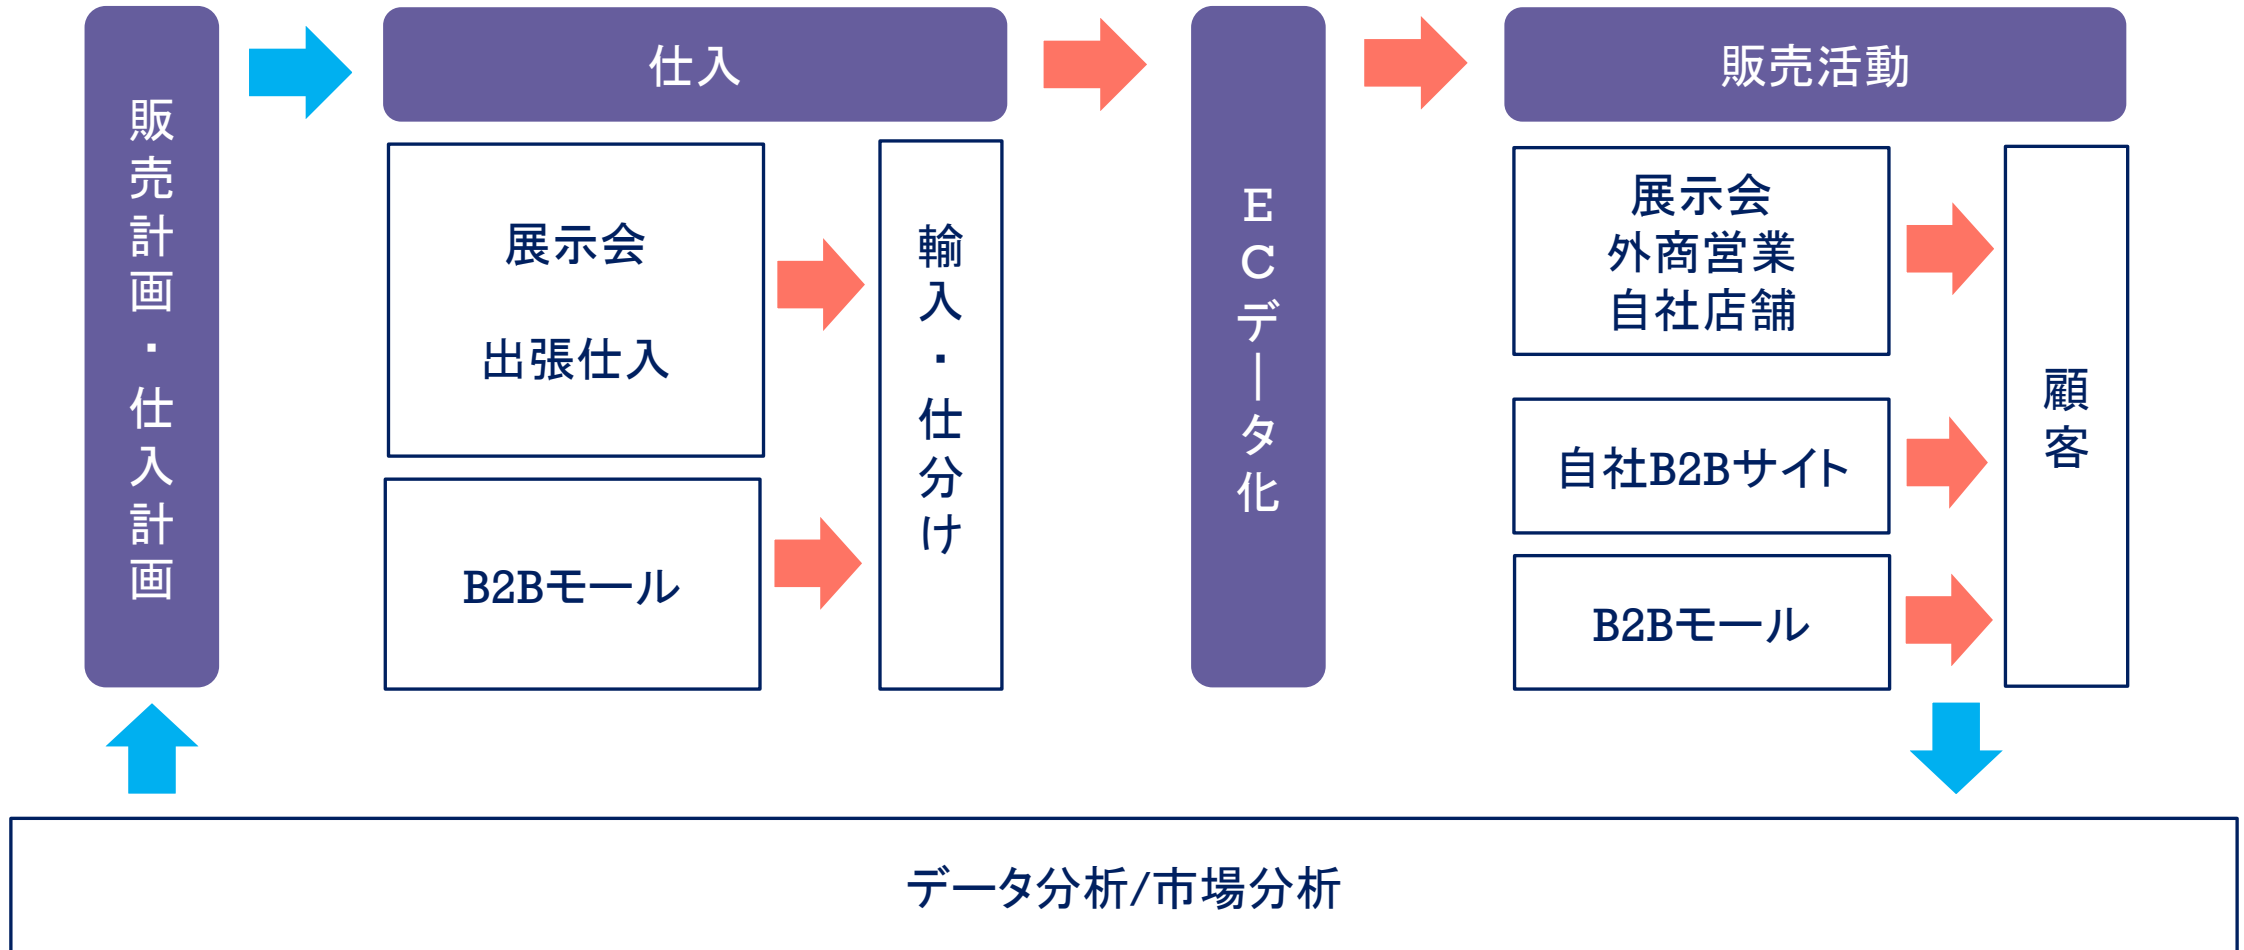 販売計画・仕入計画
仕入
展示会
出張仕入
B2Bモール
輸入・仕分け
ECデータ化
販売活動
展示会
外商営業
自社店舗
自社B2Bサイト
B2Bモール
顧客
データ分析/市場分析